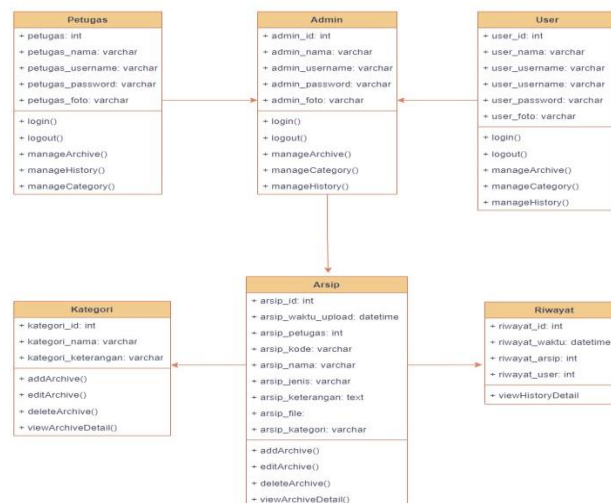 Petugas
+ petugas: int
+ petugas_nama: varchar
+ petugas_username: varchar
+ petugas_password: varchar
+ petugas_foto: varchar
+ login()
+ logout()
+ manageArchive()
+ manageHistory()
+ manageCategory()
Admin
+ admin_id: int
+ admin_nama: varchar
+ admin_username: varchar
+ admin_password: varchar
+ admin_foto: varchar
+ login()
+ logout()
+ manageArchive()
+ manageCategory()
+ manageHistory()
User
+ user_id: int
+ user_nama: varchar
+ user_username: varchar
+ user_username: varchar
+ user_password: varchar
+ user_foto: varchar
+ login()
+ logout()
+ manageArchive()
+ manageCategory()
+ manageHistory()
Kategori
+ kategori_id: int
+ kategori_nama: varchar
+ kategori_keterangan: varchar
+ addArchive()
+ editArchive()
+ deleteArchive()
+ viewArchiveDetail()
Arsip
+ arsip_id: int
+ arsip_waktu_upload: datetime
+ arsip_petugas: int
+ arsip_kode: varchar
+ arsip_nama: varchar
+ arsip_jenis: varchar
+ arsip_keterangan: text
+ arsip_file:
+ arsip_kategori: varchar
+ addArchive()
+ editArchive()
+ deleteArchive()
+ viewArchiveDetail()
Riwayat
+ riwayat_id: int
+ riwayat_waktu: datetime
+ riwayat_arsip: int
+ riwayat_user: int
+ viewHistoryDetail